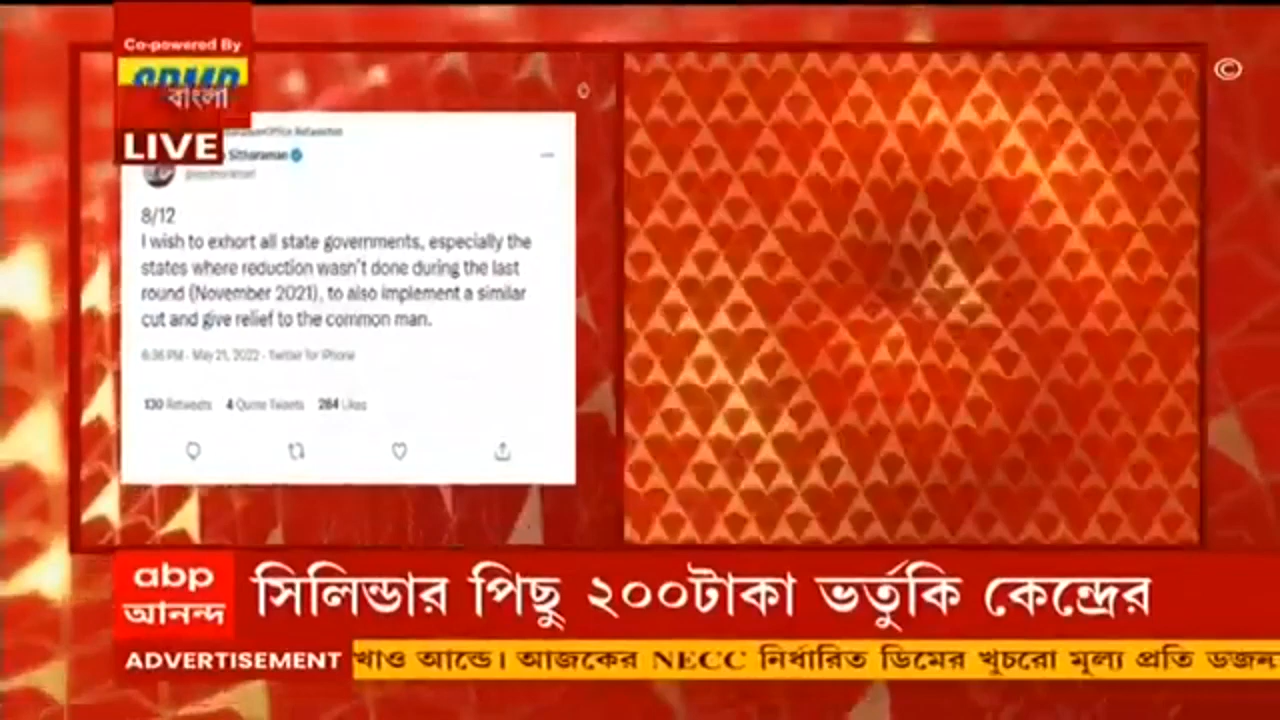 Co-powered By
বাংলা
LIVE
©
Sitharaman
8/12
I wish to exhort all state governments, especially the
states where reduction wasn't done during the last
round (November 2021), to also implement a similar
cut and give relief to the common man.
6:36 PM · May 21, 2022 · Twitter for iPhone
130 Retweets 4 Quote Tweets 284 Likes
abp
আনন্দ
সিলিন্ডার পিছু ২০০টাকা ভর্তুকি কেন্দ্রের
ADVERTISEMENT
খাও আন্ডে। আজকের NECC নির্ধারিত ডিমের খুচরো মূল্য প্রতি ডজন